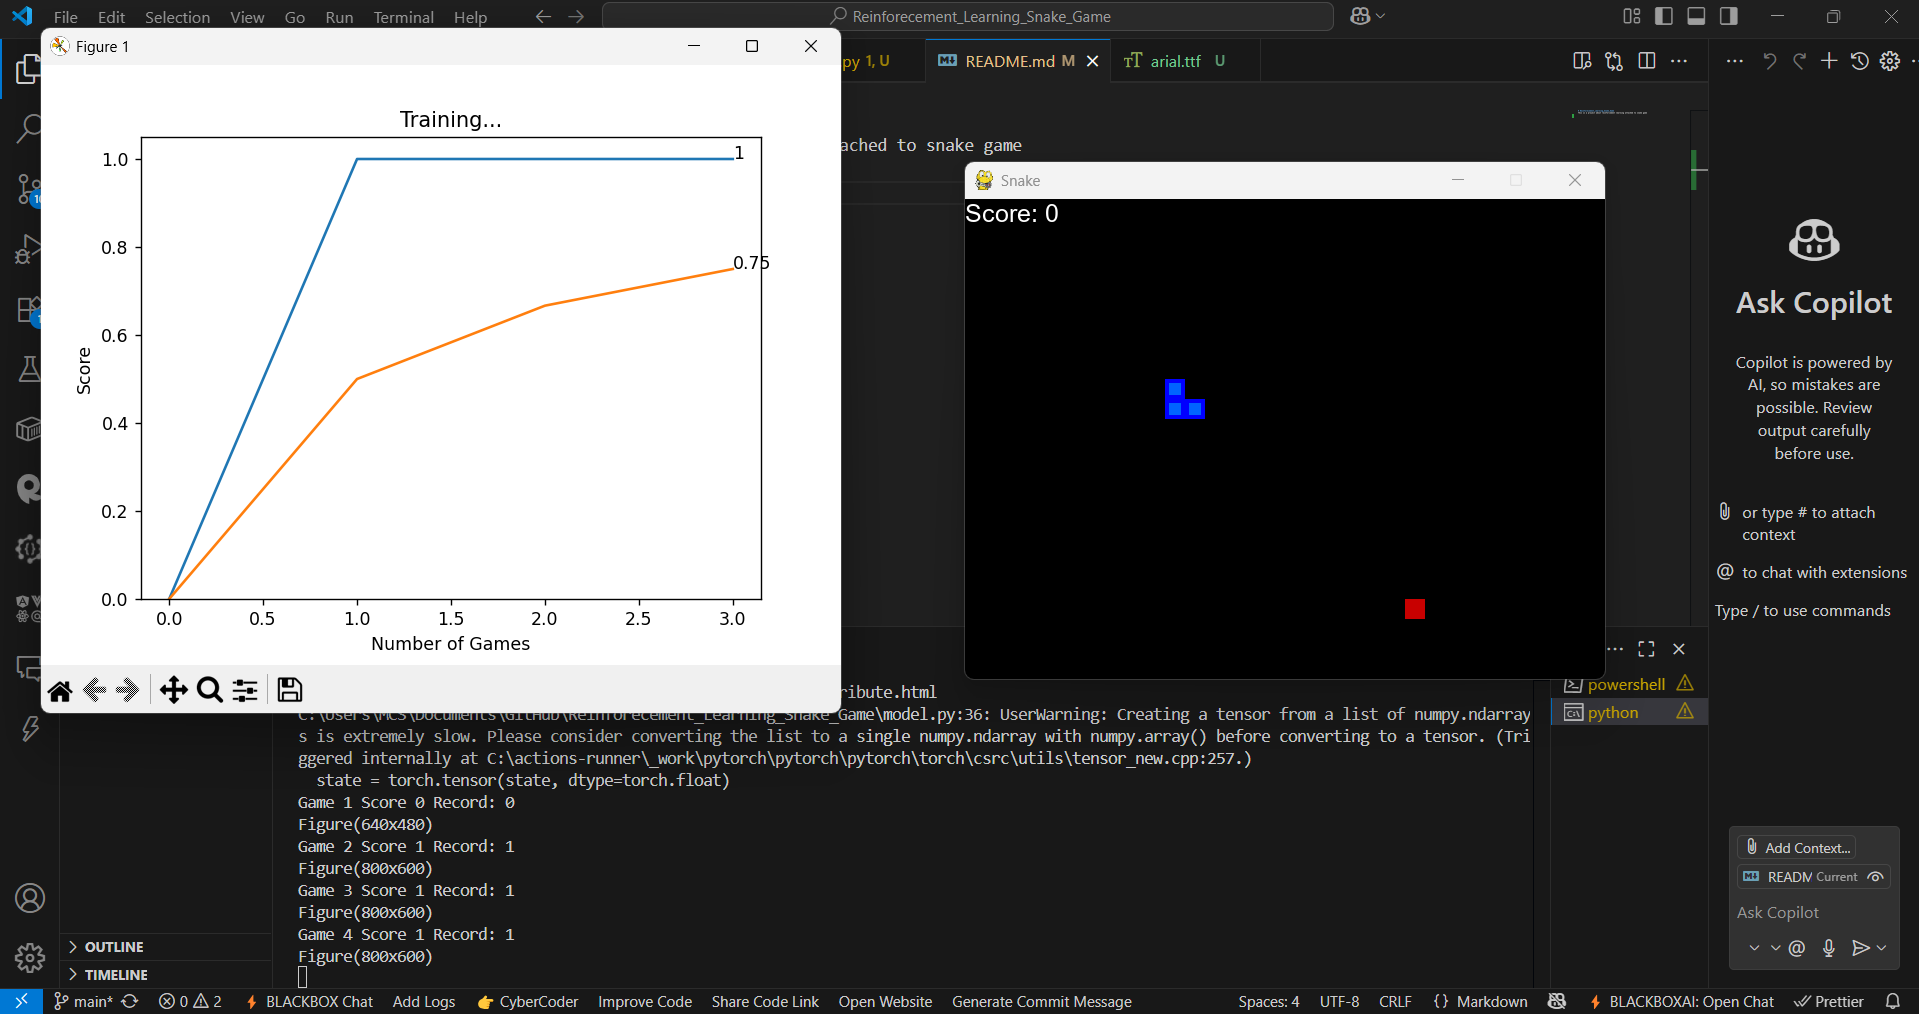 File Edit Selection View Go Run Terminal Help
Reinforecement_Learning_Snake_Game
Figure 1
py 1, U
README.md M
arial.ttf U
Training...
1.0
0.8
0.6
0.4
0.2
0.0
Score
1
0.75
0.0 0.5 1.0 1.5 2.0 2.5 3.0
Number of Games
ached to snake game
Snake
Score: 0
Ask Copilot
Copilot is powered by
AI, so mistakes are
possible. Review
output carefully
before use.
or type # to attach
context
@ to chat with extensions
Type / to use commands
powershell
python
ribute.html
C:\Users\MCS\Documents\GitHub\Reinforecement_Learning_Snake_Game\model.py:36: UserWarning: Creating a tensor from a list of numpy.ndarray
s is extremely slow. Please consider converting the list to a single numpy.ndarray with numpy.array() before converting to a tensor. (Tri
ggered internally at C:\actions-runner\_work\pytorch\pytorch\pytorch\torch\csrc\utils\tensor_new.cpp:257.)
state = torch.tensor(state, dtype=torch.float)
Game 1 Score 0 Record: 0
Figure(640x480)
Game 2 Score 1 Record: 1
Figure(800x600)
Game 3 Score 1 Record: 1
Figure(800x600)
Game 4 Score 1 Record: 1
Figure(800x600)
OUTLINE
TIMELINE
Add Context...
READM Current
Ask Copilot
@
main* 0 2 BLACKBOX Chat Add Logs CyberCoder Improve Code Share Code Link Open Website Generate Commit Message Spaces: 4 UTF-8 CRLF {} Markdown BLACKBOXAI: Open Chat Prettier